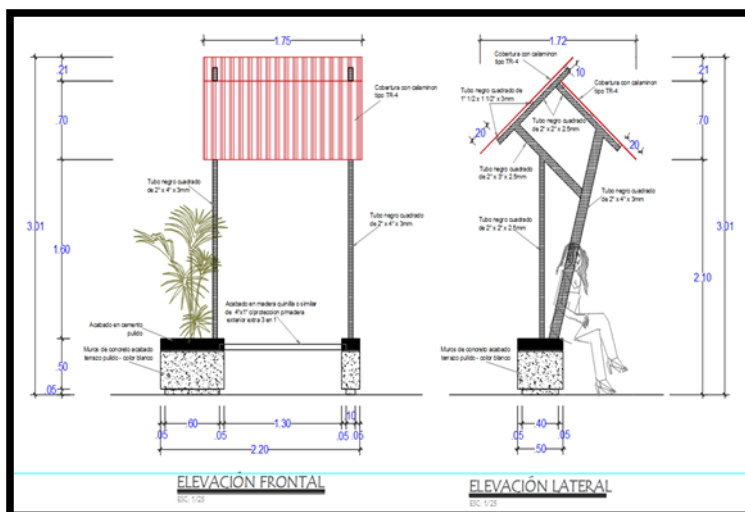 1.75
.21
.70
3.01
1.60
.50
.05
Cobertura con calaminon
tipo TR-4
Tubo negro cuadrado
de 2" x 4" x 3mm
Tubo negro cuadrado
de 2" x 4" x 3mm
Acabado en madera quinilla o similar
de 4"x1" c/proteccion p/madera
exterior extra 3 en 1
Acabado en cemento
pulido
Muros de concreto acabado
terrazo pulido - color blanco
.05
.60
.05
1.30
.05
.10
.05
2.20
ELEVACIÓN FRONTAL
ESC. 1/25
1.72
Cobertura con calaminon
tipo TR-4
.10
Cobertura con calaminon
tipo TR-4
Tubo negro cuadrado de
1" 1/2 x 1 1/2" x 3mm
Tubo negro cuadrado
de 2" x 2" x 2.5mm
.20
.20
Tubo negro cuadrado
de 2" x 3" x 2.5mm
Tubo negro cuadrado
de 2" x 4" x 3mm
Tubo negro cuadrado
de 2" x 2" x 2.5mm
Acabado en cemento
pulido
Muros de concreto acabado
terrazo pulido - color blanco
.21
.70
3.01
2.10
.05
.40
.05
.50
ELEVACIÓN LATERAL
ESC. 1/25